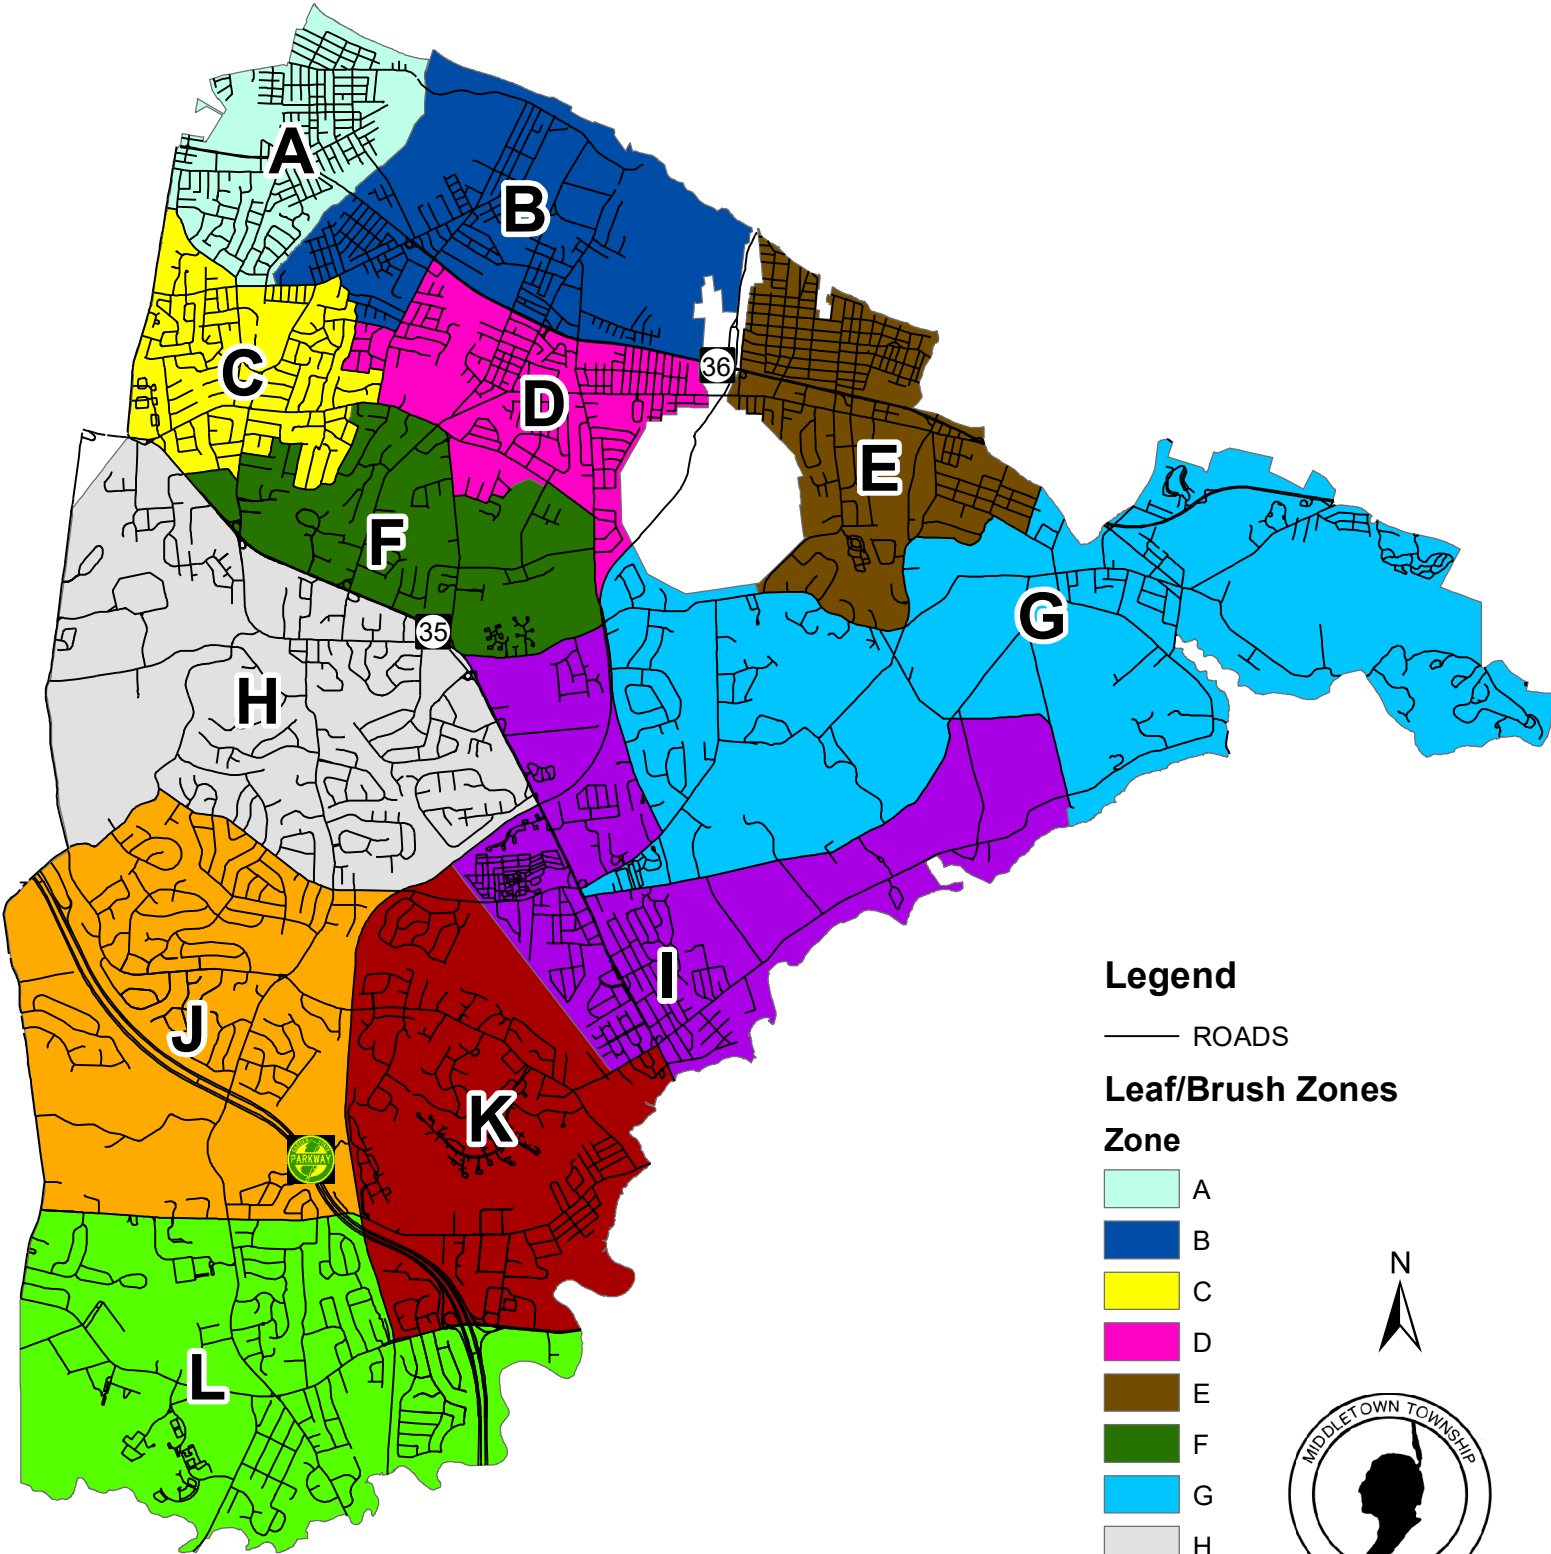 A
B
C
36
D
E
F
G
35
H
I
J
K
PARKWAY
L
Legend
ROADS
Leaf/Brush Zones
Zone
A
B
C
D
E
F
G
H
N
MIDDLETOWN TOWNSHIP